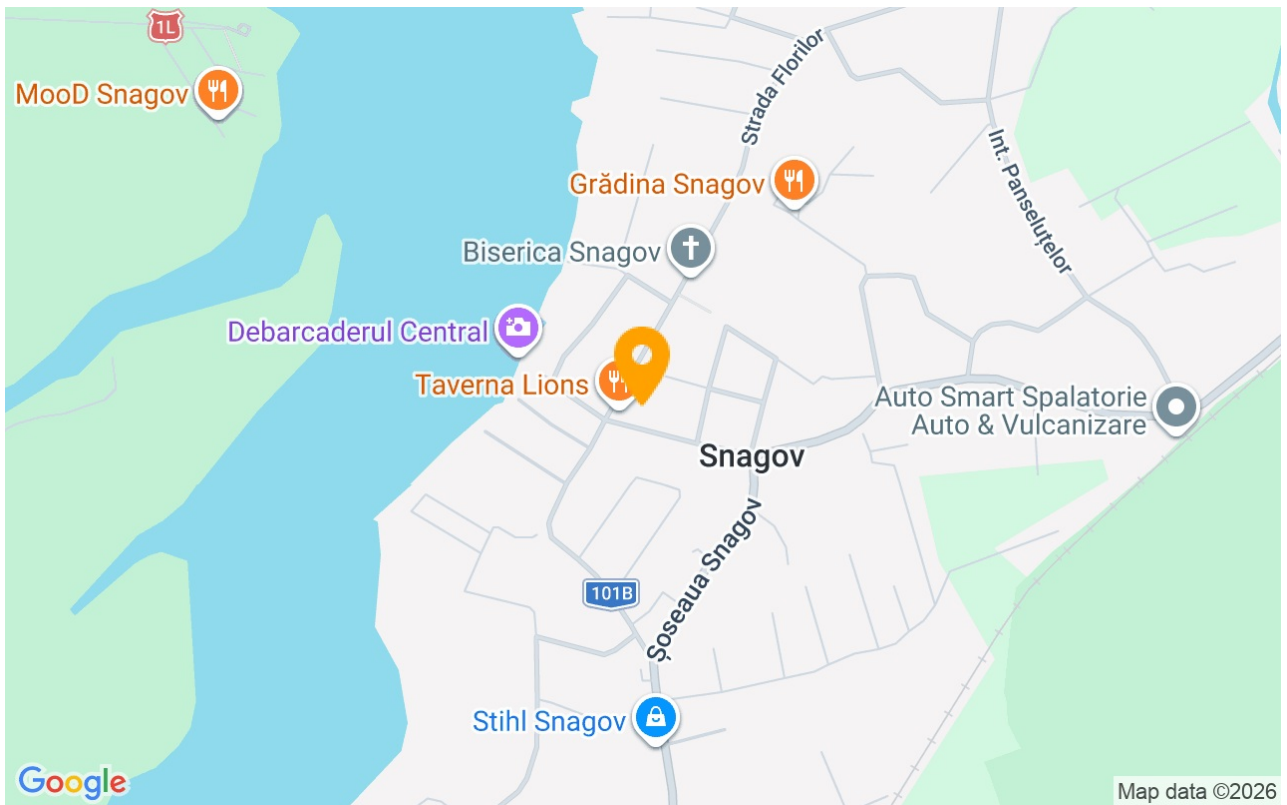 1L
MooD Snagov
Strada Florilor
Grădina Snagov
Int. Panseluțelor
Biserica Snagov
Debarcaderul Central
Taverna Lions
Auto Smart Spalatorie
Auto & Vulcanizare
Snagov
Șoseaua Snagov
101B
Stihl Snagov
Google
Map data ©2026